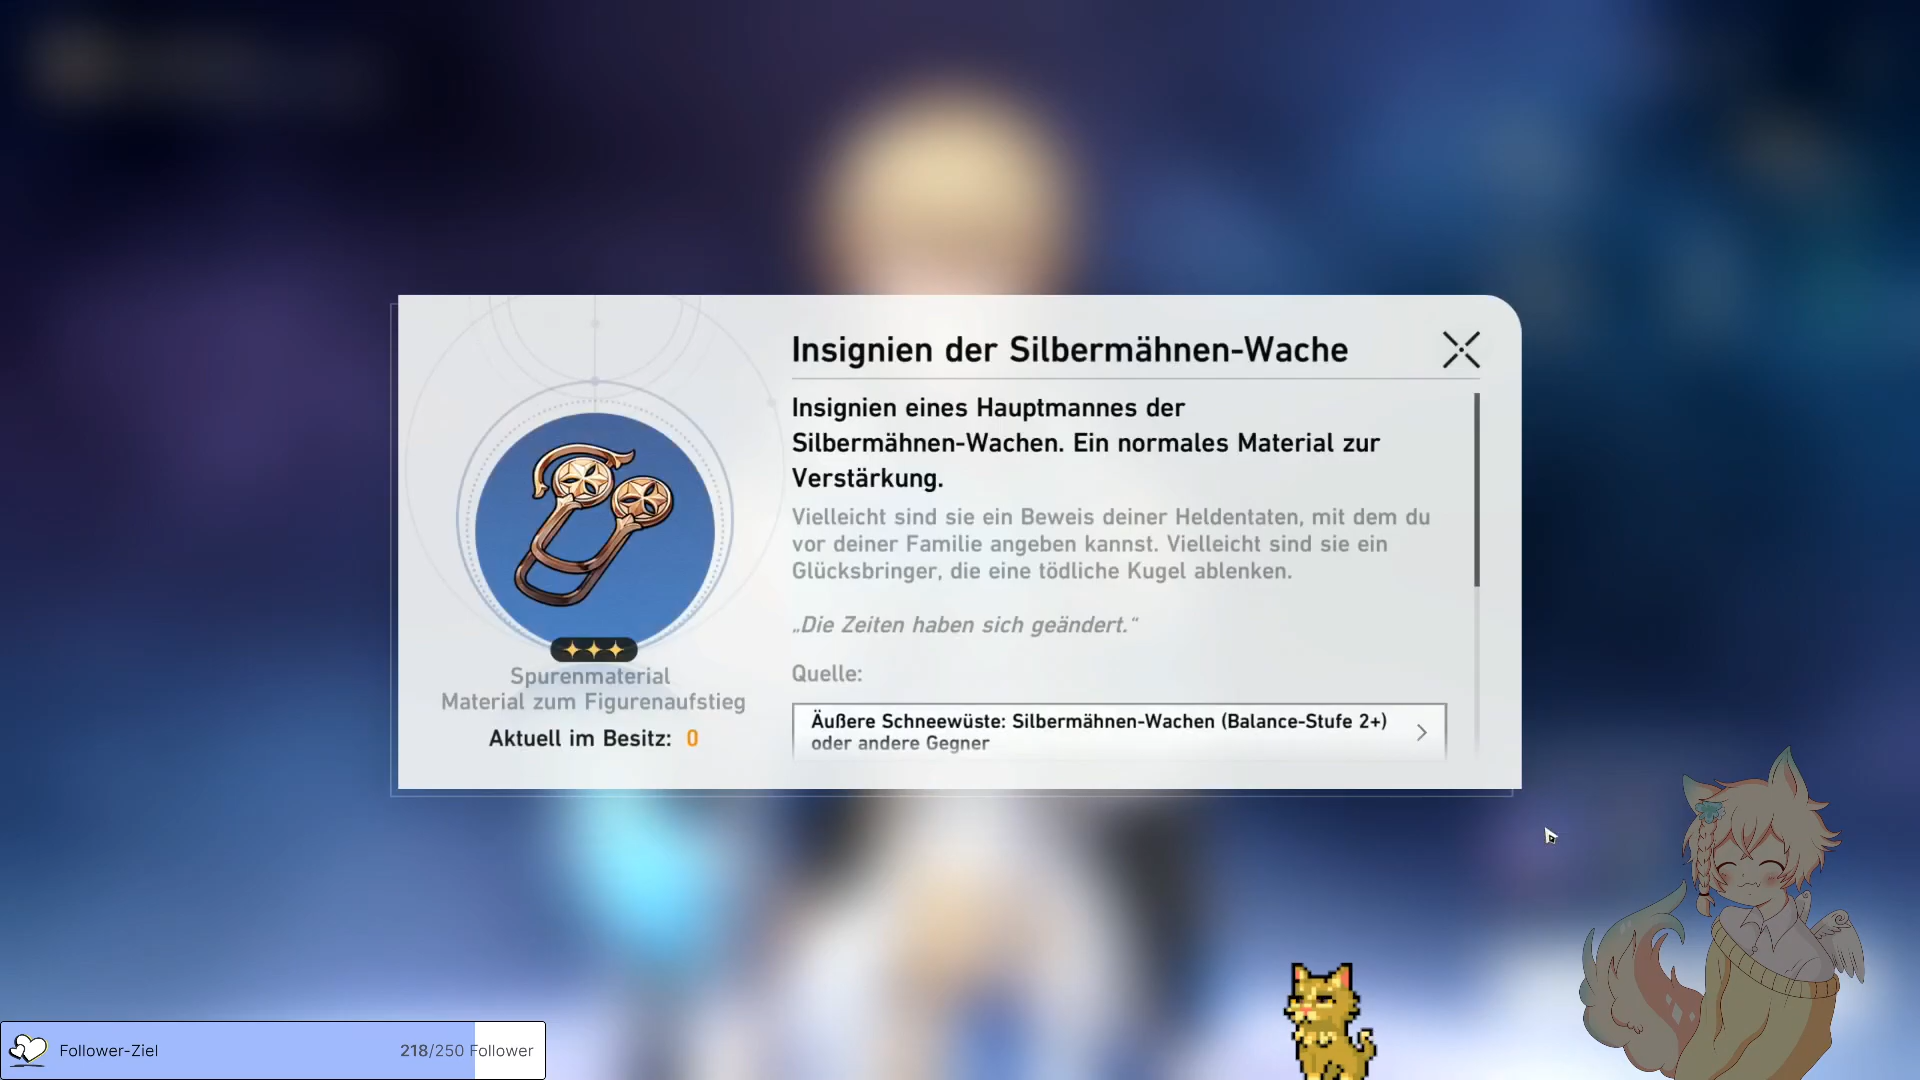 Insignien der Silbermähnen-Wache
Insignien eines Hauptmannes der
Silbermähnen-Wachen. Ein normales Material zur
Verstärkung.
Vielleicht sind sie ein Beweis deiner Heldentaten, mit dem du
vor deiner Familie angeben kannst. Vielleicht sind sie ein
Glücksbringer, die eine tödliche Kugel ablenken.
„Die Zeiten haben sich geändert.“
Quelle:
Äußere Schneewüste: Silbermähnen-Wachen (Balance-Stufe 2+)
oder andere Gegner
Spurenmaterial
Material zum Figurenaufstieg
Aktuell im Besitz: 0
Follower-Ziel
218/250 Follower